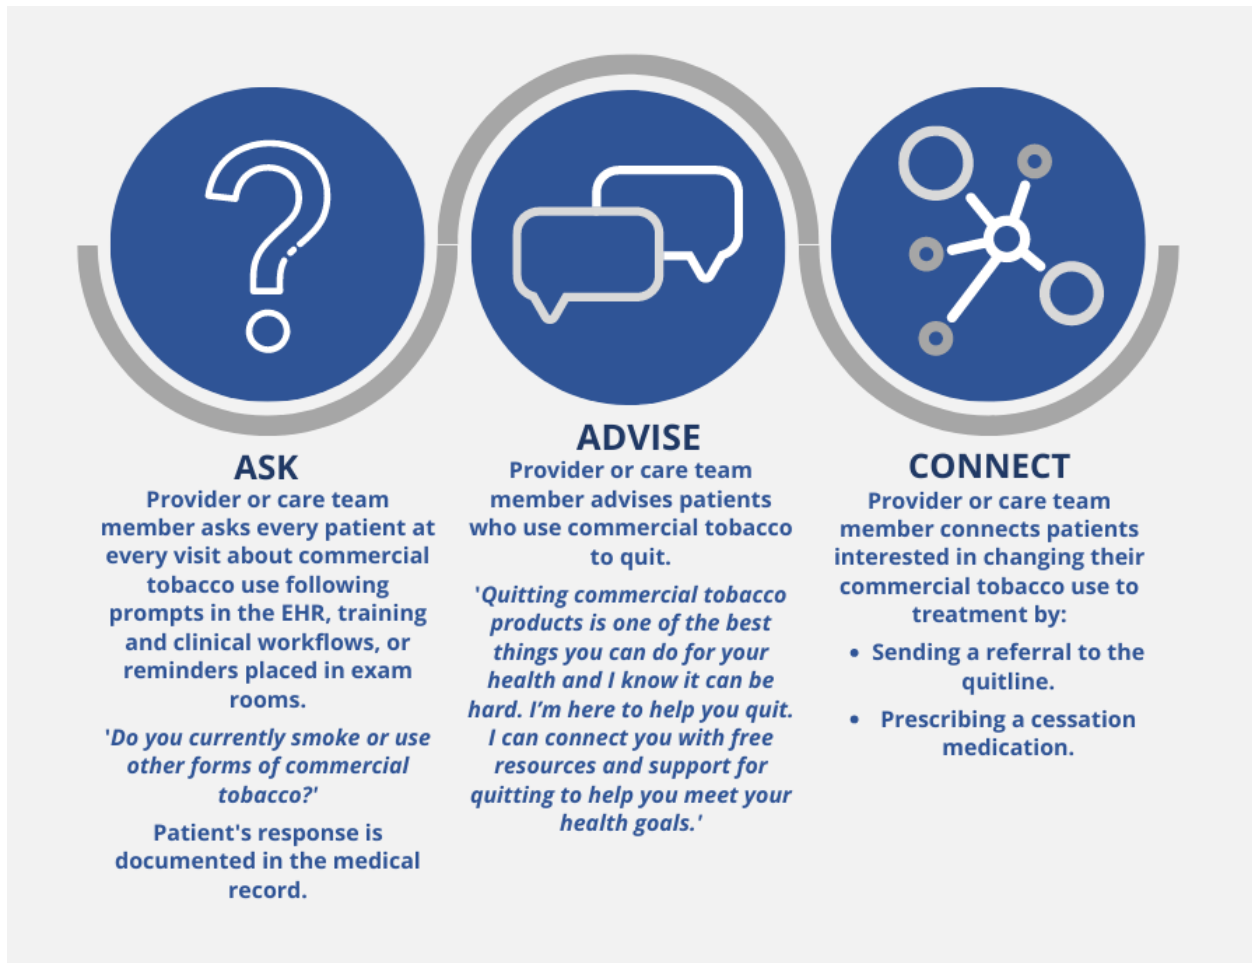 ASK
Provider or care team
member asks every patient at
every visit about commercial
tobacco use following
prompts in the EHR, training
and clinical workflows, or
reminders placed in exam
rooms.
'Do you currently smoke or use
other forms of commercial
tobacco?'
Patient's response is
documented in the medical
record.
ADVISE
Provider or care team
member advises patients
who use commercial tobacco
to quit.
'Quitting commercial tobacco
products is one of the best
things you can do for your
health and I know it can be
hard. I’m here to help you quit.
I can connect you with free
resources and support for
quitting to help you meet your
health goals.'
CONNECT
Provider or care team
member connects patients
interested in changing their
commercial tobacco use to
treatment by:
• Sending a referral to the
quitline.
• Prescribing a cessation
medication.